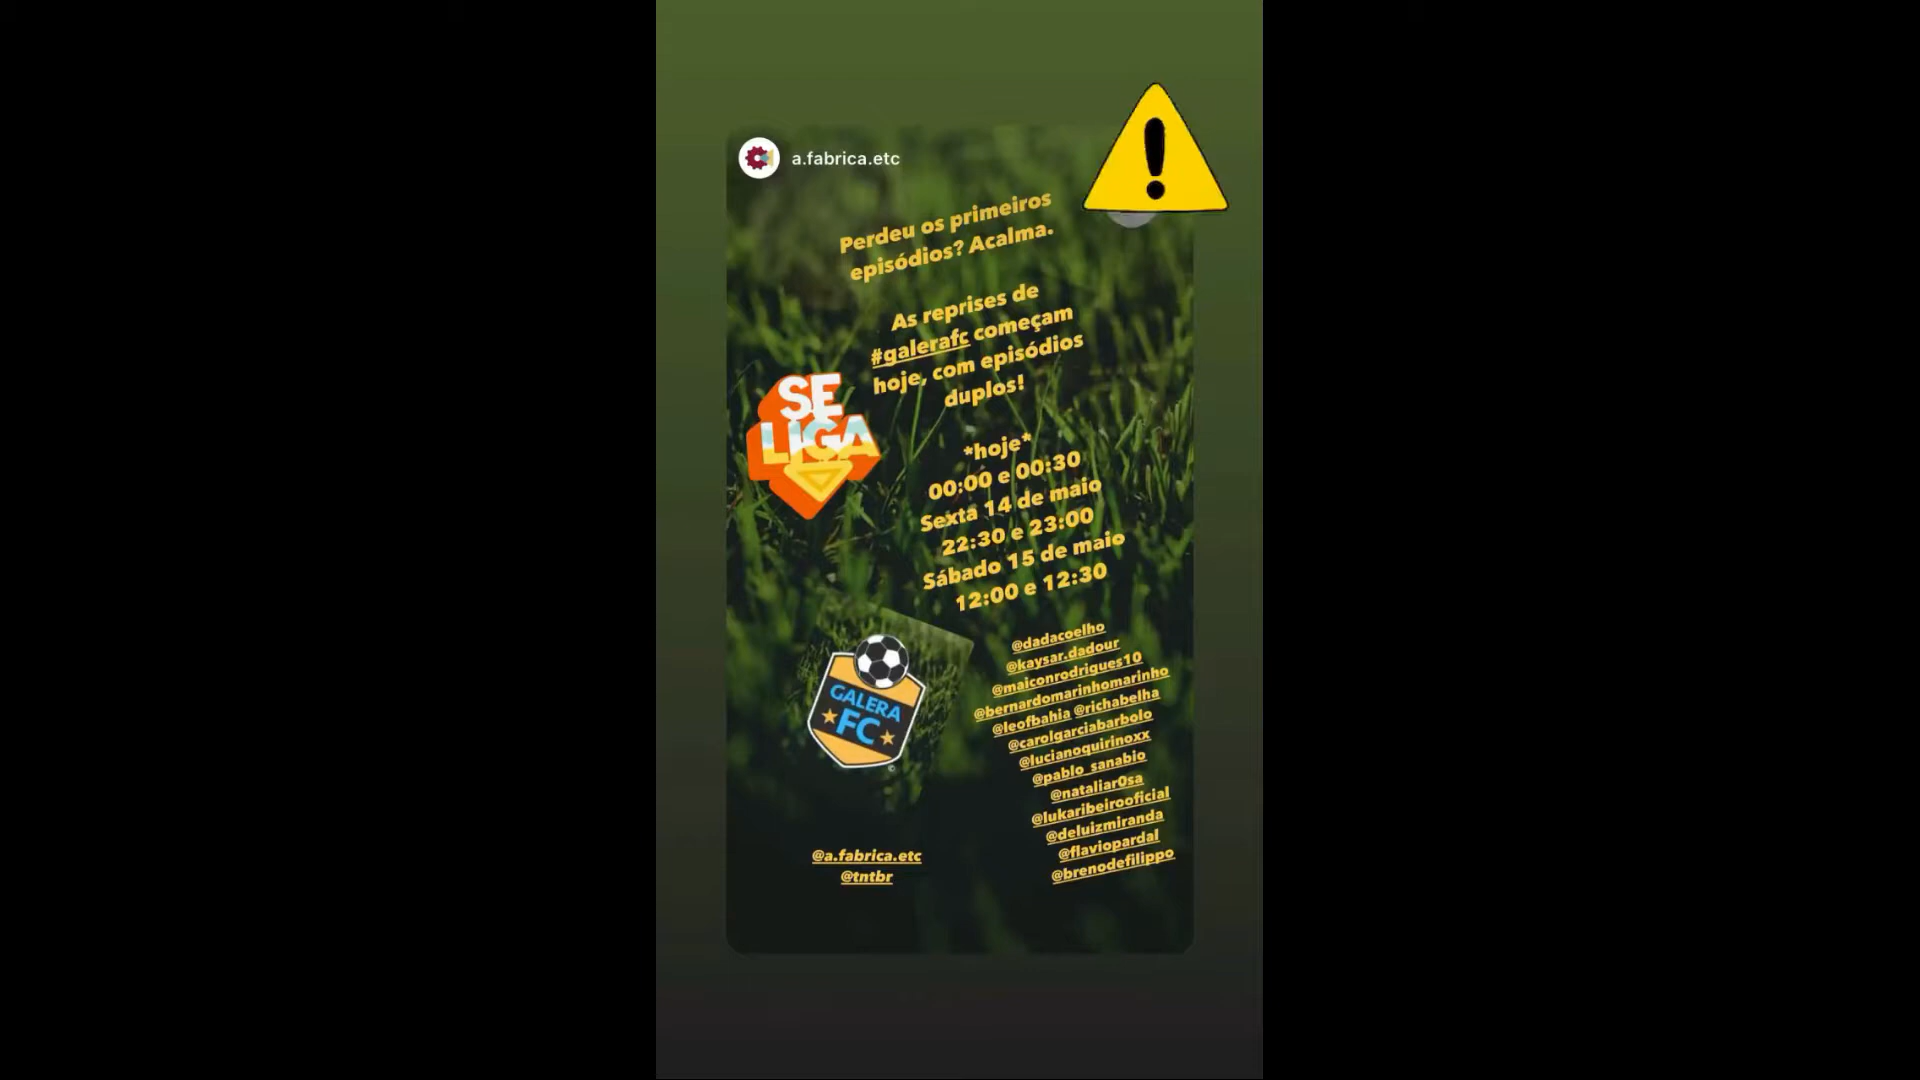 a.fabrica.etc
Perdeu os primeiros
episódios? Acalma.
As reprises de
#galerafc começam
hoje, com episódios
duplos!
SE
LIGA
*hoje*
00:00 e 00:30
Sexta 14 de maio
22:30 e 23:00
Sábado 15 de maio
12:00 e 12:30
GALERA
FC
@dadacoelho
@kaysar.dadour
@maiconrodrigues10
@bernardomarinhomarinho
@leofbahia @richabelha
@carolgarciabarbolo
@lucianoquirinoxx
@pablo_sanabio
@nataliar0sa
@lukaribeirooficial
@deluizmiranda
@flaviopardal
@brenodefilippo
@a.fabrica.etc
@tntbr